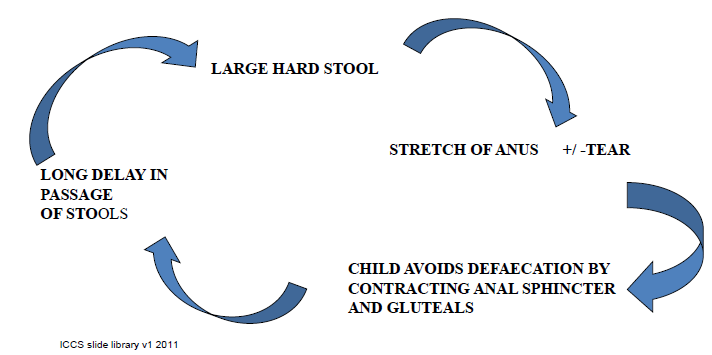 LARGE HARD STOOL
STRETCH OF ANUS +/ -TEAR
CHILD AVOIDS DEFAECATION BY
CONTRACTING ANAL SPHINCTER
AND GLUTEALS
LONG DELAY IN
PASSAGE
OF STOOLS
ICCS slide library v1 2011